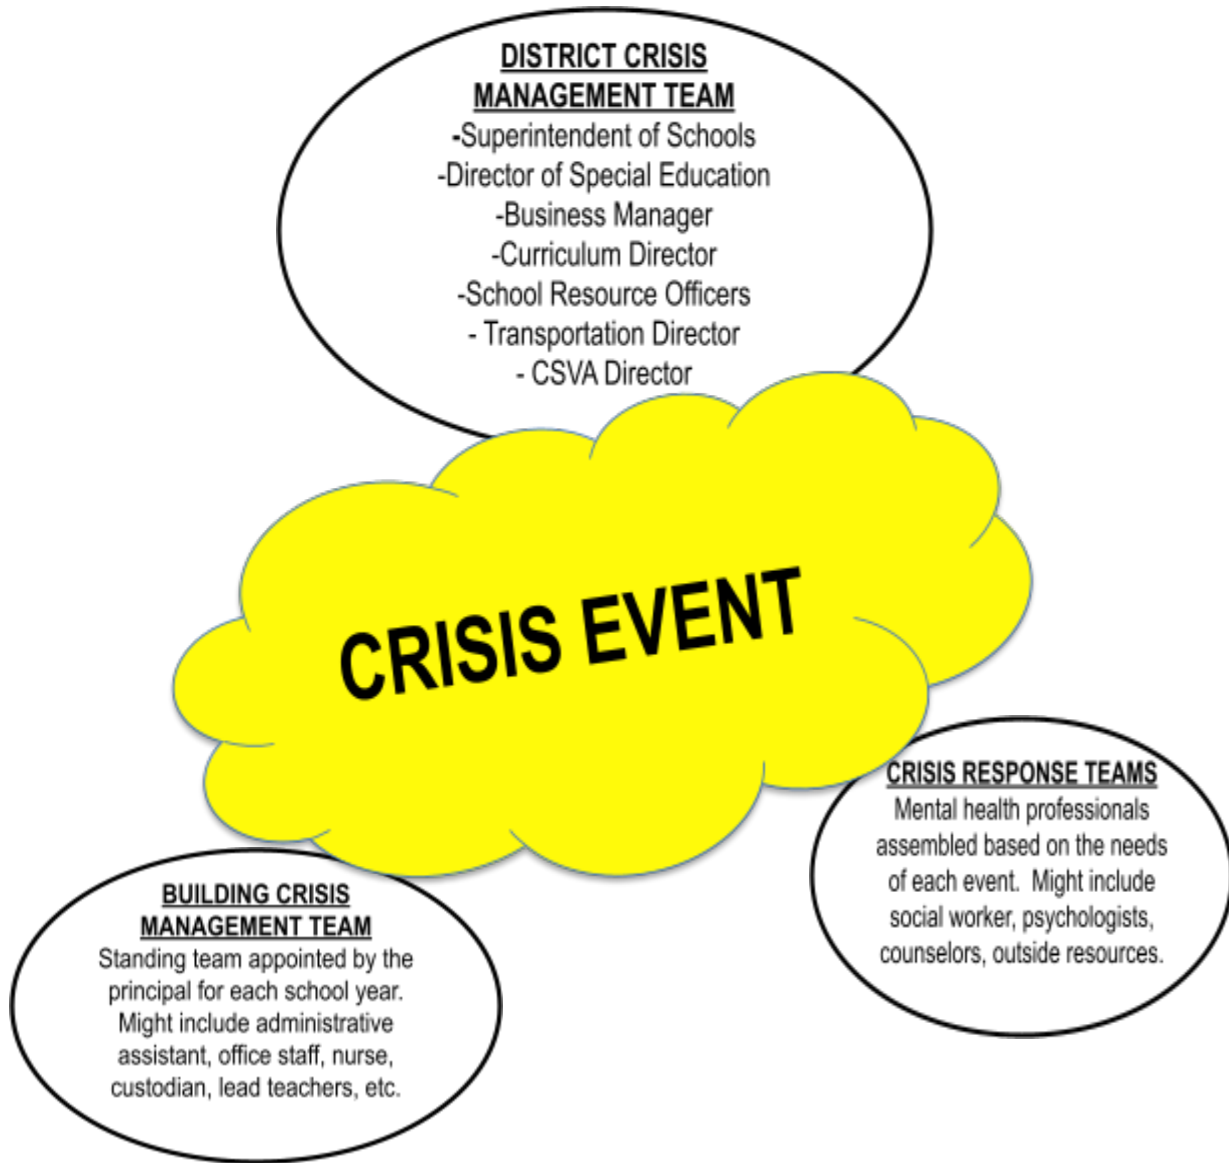 DISTRICT CRISIS
MANAGEMENT TEAM
-Superintendent of Schools
-Director of Special Education
-Business Manager
-Curriculum Director
-School Resource Officers
- Transportation Director
- CSVA Director
CRISIS EVENT
CRISIS RESPONSE TEAMS
Mental health professionals
assembled based on the needs
of each event.  Might include
social worker, psychologists,
counselors, outside resources.
BUILDING CRISIS
MANAGEMENT TEAM
Standing team appointed by the
principal for each school year.
Might include administrative
assistant, office staff, nurse,
custodian, lead teachers, etc.